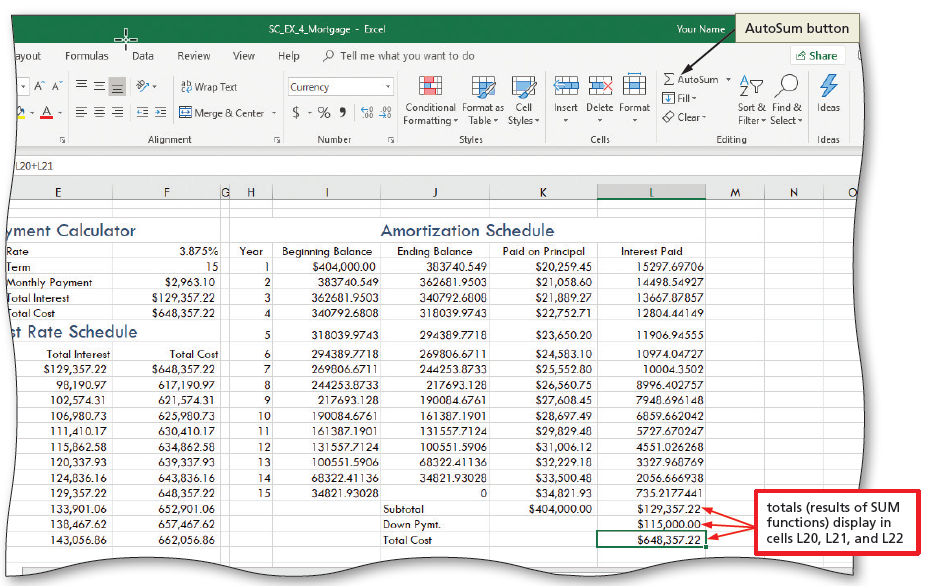 SC_EX_4_Mortgage - Excel
Your Name
AutoSum button
ayout Formulas Data Review View Help Tell me what you want to do Share
Wrap Text
Merge & Center
Alignment
Currency
$ % ,
Number
Conditional Formatting
Format as Table
Cell Styles
Styles
Insert Delete Format
Cells
AutoSum
Fill
Clear
Sort & Filter
Find & Select
Editing
Ideas
Ideas
L20+L21
E F G H I J K L M N O
yment Calculator Amortization Schedule
Rate 3.875% Year Beginning Balance Ending Balance Paid on Principal Interest Paid
Term 15 1 $404,000.00 383740.549 $20,259.45 15297.69706
Monthly Payment $2,963.10 2 383740.549 362681.9503 $21,058.60 14498.54927
Total Interest $129,357.22 3 362681.9503 340792.6808 $21,889.27 13667.87857
Total Cost $648,357.22 4 340792.6808 318039.9743 $22,752.71 12804.44149
st Rate Schedule 5 318039.9743 294389.7718 $23,650.20 11906.94555
Total Interest Total Cost 6 294389.7718 269806.6711 $24,583.10 10974.04727
$129,357.22 $648,357.22 7 269806.6711 244253.8733 $25,552.80 10004.3502
98,190.97 617,190.97 8 244253.8733 217693.128 $26,560.75 8996.402757
102,574.31 621,574.31 9 217693.128 190084.6761 $27,608.45 7948.696148
106,980.73 625,980.73 10 190084.6761 161387.1901 $28,697.49 6859.662042
111,410.17 630,410.17 11 161387.1901 131557.7124 $29,829.48 5727.670247
115,862.58 634,862.58 12 131557.7124 100551.5906 $31,006.12 4551.026268
120,337.93 639,337.93 13 100551.5906 68322.41136 $32,229.18 3327.968769
124,836.16 643,836.16 14 68322.41136 34821.93028 $33,500.48 2056.666938
129,357.22 648,357.22 15 34821.93028 0 $34,821.93 735.2177441
133,901.06 652,901.06 Subtotal $404,000.00 $129,357.22
138,467.62 657,467.62 Down Pymt. $115,000.00
143,056.86 662,056.86 Total Cost $648,357.22
totals (results of SUM
functions) display in
cells L20, L21, and L22